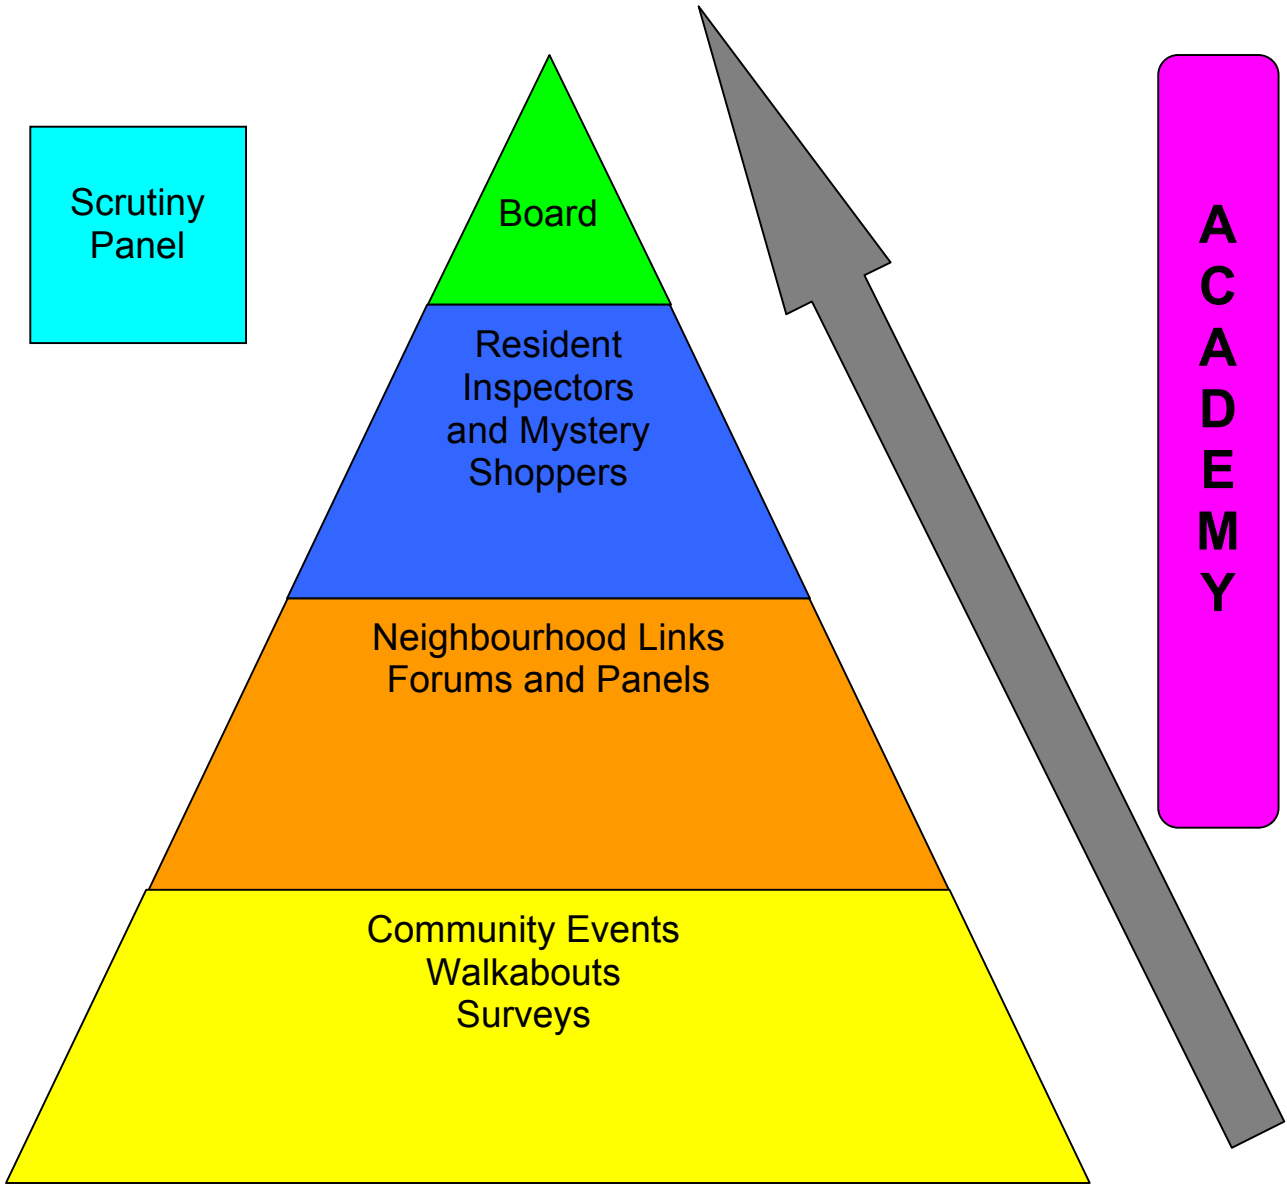 Scrutiny
Panel
Board
Resident
Inspectors
and Mystery
Shoppers
Neighbourhood Links
Forums and Panels
Community Events
Walkabouts
Surveys
A
C
A
D
E
M
Y